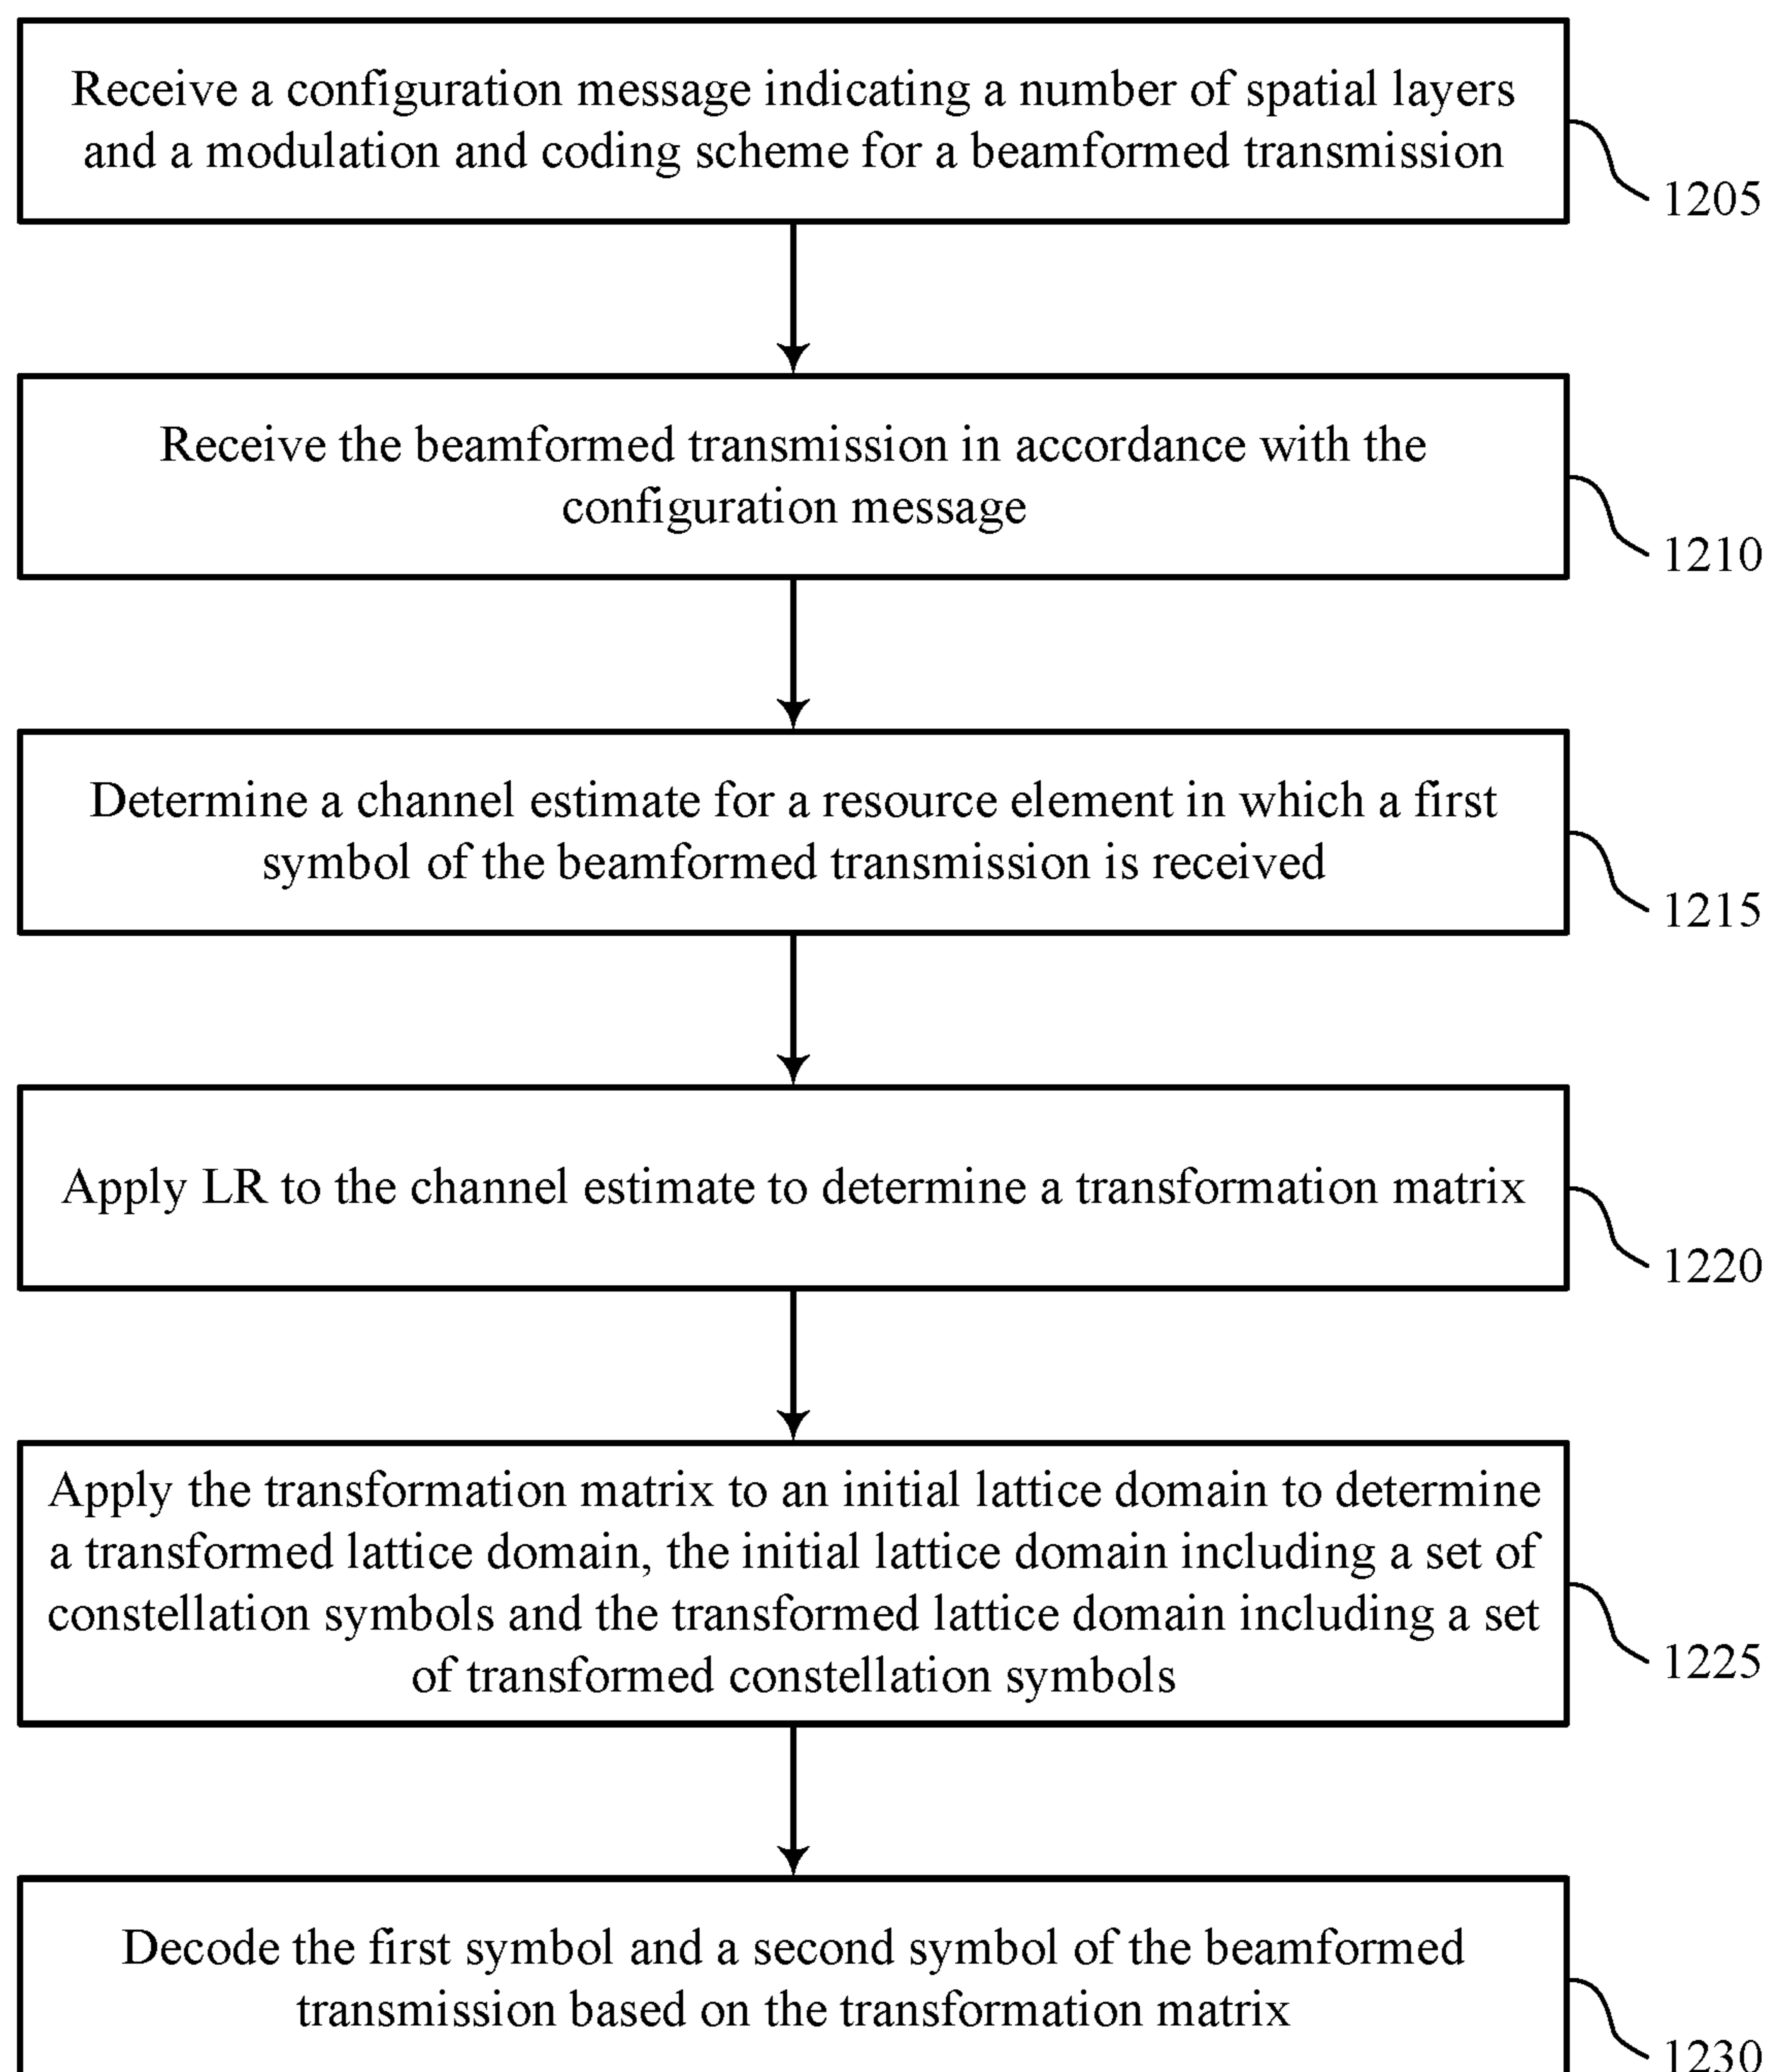 Receive a configuration message indicating a number of spatial layers
and a modulation and coding scheme for a beamformed transmission
1205
Receive the beamformed transmission in accordance with the
configuration message
1210
Determine a channel estimate for a resource element in which a first
symbol of the beamformed transmission is received
1215
Apply LR to the channel estimate to determine a transformation matrix
1220
Apply the transformation matrix to an initial lattice domain to determine
a transformed lattice domain, the initial lattice domain including a set of
constellation symbols and the transformed lattice domain including a set
of transformed constellation symbols
1225
Decode the first symbol and a second symbol of the beamformed
transmission based on the transformation matrix
1230